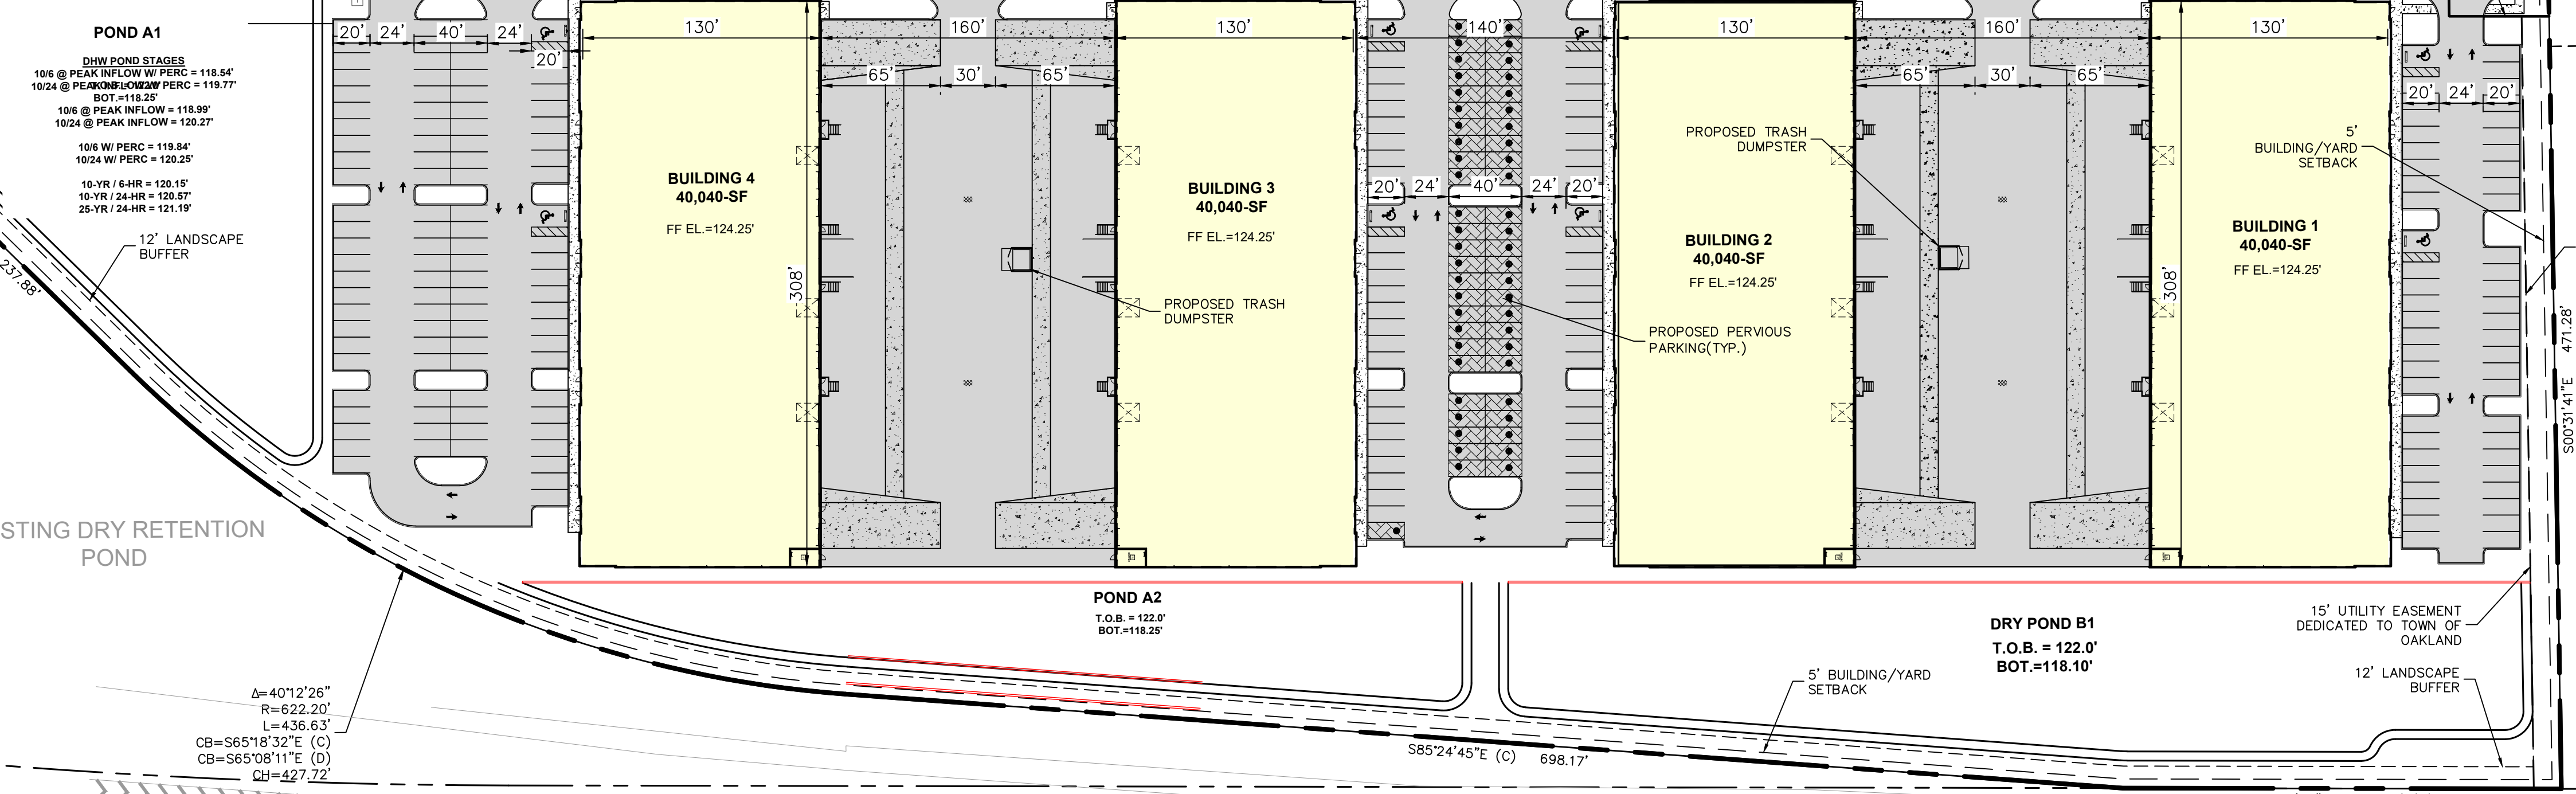 POND A1
DHW POND STAGES
10/6 @ PEAK INFLOW W/ PERC = 118.54'
10/24 @ PEAK INFLOW W/ PERC = 119.77'
BOT.=118.25'
10/6 @ PEAK INFLOW = 118.99'
10/24 @ PEAK INFLOW = 120.27'
10/6 W/ PERC = 119.84'
10/24 W/ PERC = 120.25'
10-YR / 6-HR = 120.15'
10-YR / 24-HR = 120.57'
25-YR / 24-HR = 121.19'
12' LANDSCAPE
BUFFER
237.88'
STING DRY RETENTION
POND
Δ=40°12'26"
R=622.20'
L=436.63'
CB=S65°18'32"E (C)
CB=S65°08'11"E (D)
CH=427.72'
20' 24' 40' 24'
20'
130'
BUILDING 4
40,040-SF
FF EL.=124.25'
308'
160'
65' 30' 65'
PROPOSED TRASH
DUMPSTER
130'
BUILDING 3
40,040-SF
FF EL.=124.25'
140'
20' 24' 40' 24' 20'
PROPOSED PERVIOUS
PARKING(TYP.)
130'
PROPOSED TRASH
DUMPSTER
BUILDING 2
40,040-SF
FF EL.=124.25'
160'
65' 30' 65'
130'
BUILDING 1
40,040-SF
FF EL.=124.25'
308'
5'
BUILDING/YARD
SETBACK
20' 24' 20'
S00°31'41"E 471.28'
POND A2
T.O.B. = 122.0'
BOT.=118.25'
DRY POND B1
T.O.B. = 122.0'
BOT.=118.10'
15' UTILITY EASEMENT
DEDICATED TO TOWN OF
OAKLAND
5' BUILDING/YARD
SETBACK
12' LANDSCAPE
BUFFER
S85°24'45"E (C) 698.17'